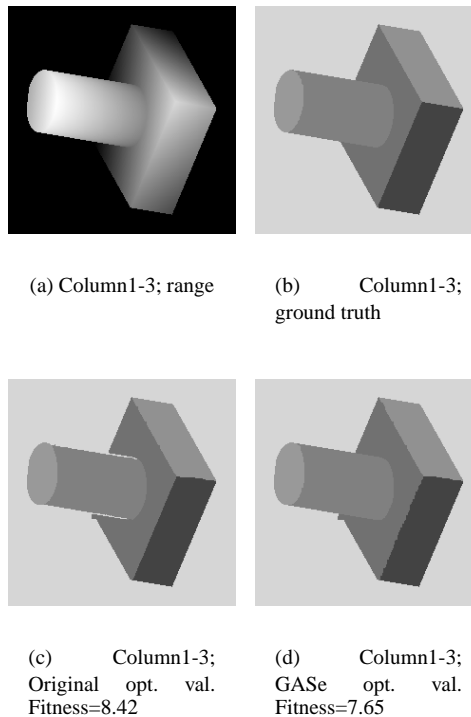 (a) Column1-3; range
(b) Column1-3;
ground truth
(c) Column1-3;
Original opt. val.
Fitness=8.42
(d) Column1-3;
GASe opt. val.
Fitness=7.65